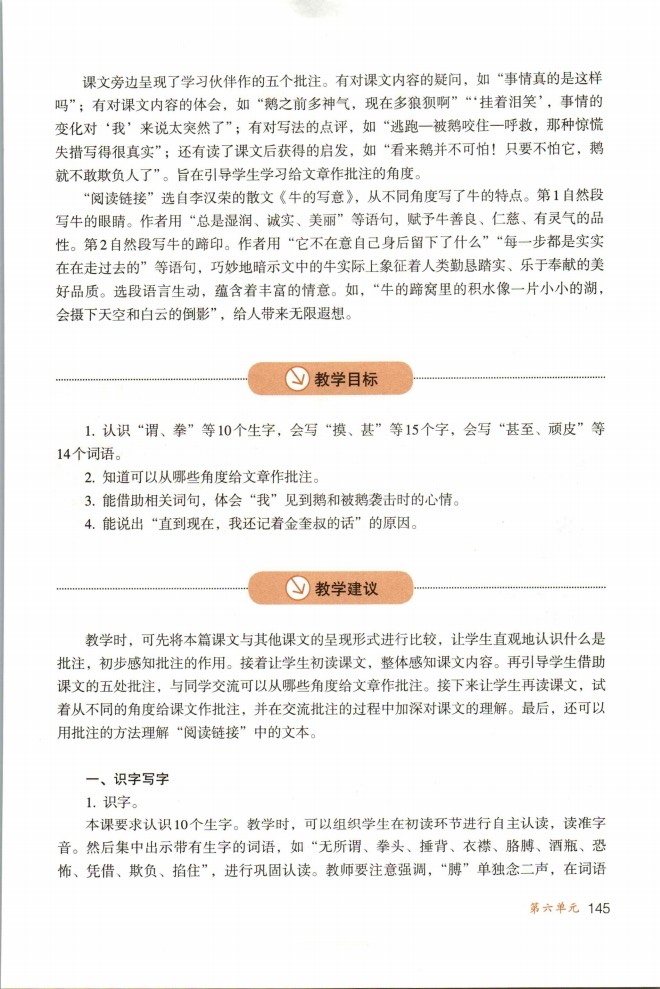 课文旁边呈现了学习伙伴作的五个批注。有对课文内容的疑问，如“事情真的是这样
吗”；有对课文内容的体会，如“鹅之前多神气，现在多狼狈啊”“‘挂着泪笑’，事情的
变化对‘我’来说太突然了”；有对写法的点评，如“逃跑—被鹅咬住—呼救，那种惊慌
失措写得很真实”；还有读了课文后获得的启发，如“看来鹅并不可怕！只要不怕它，鹅
就不敢欺负人了”。旨在引导学生学习给文章作批注的角度。
“阅读链接”选自李汉荣的散文《牛的写意》，从不同角度写了牛的特点。第1自然段
写牛的眼睛。作者用“总是湿润、诚实、美丽”等语句，赋予牛善良、仁慈、有灵气的品
性。第2自然段写牛的蹄印。作者用“它不在意自己身后留下了什么”“每一步都是实实
在在走过去的”等语句，巧妙地暗示文中的牛实际上象征着人类勤恳踏实、乐于奉献的美
好品质。选段语言生动，蕴含着丰富的情意。如，“牛的蹄窝里的积水像一片小小的湖，
会摄下天空和白云的倒影”，给人带来无限遐想。
教学目标
1. 认识“谓、拳”等10个生字，会写“摸、甚”等15个字，会写“甚至、顽皮”等
14个词语。
2. 知道可以从哪些角度给文章作批注。
3. 能借助相关词句，体会“我”见到鹅和被鹅袭击时的心情。
4. 能说出“直到现在，我还记着金奎叔的话”的原因。
教学建议
教学时，可先将本篇课文与其他课文的呈现形式进行比较，让学生直观地认识什么是
批注，初步感知批注的作用。接着让学生初读课文，整体感知课文内容。再引导学生借助
课文的五处批注，与同学交流可以从哪些角度给文章作批注。接下来让学生再读课文，试
着从不同的角度给课文作批注，并在交流批注的过程中加深对课文的理解。最后，还可以
用批注的方法理解“阅读链接”中的文本。
一、识字写字
1. 识字。
本课要求认识10个生字。教学时，可以组织学生在初读环节进行自主认读，读准字
音。然后集中出示带有生字的词语，如“无所谓、拳头、捶背、衣襟、胳膊、酒瓶、恐
怖、凭借、欺负、掐住”，进行巩固认读。教师要注意强调，“膊”单独念二声，在词语
第六单元 145